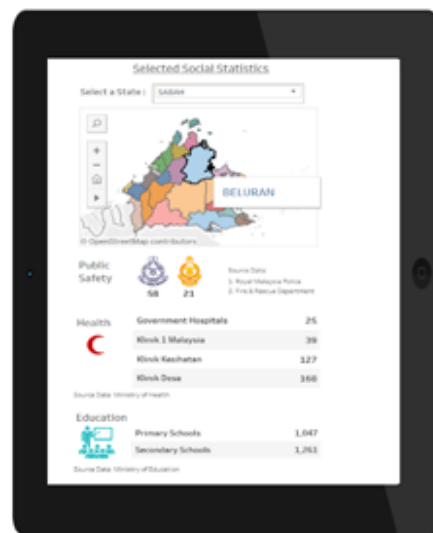 Selected Social Statistics
Select a State : SABAH
BELURAN
© OpenStreetMap contributors
Public Safety
58 21
Source Data:
1. Royal Malaysia Police
2. Fire & Rescue Department
Health
Government Hospitals 25
Klinik 1 Malaysia 39
Klinik Kesihatan 127
Klinik Desa 168
Source Data: Ministry of Health
Education
Primary Schools 1,047
Secondary Schools 1,261
Source Data: Ministry of Education